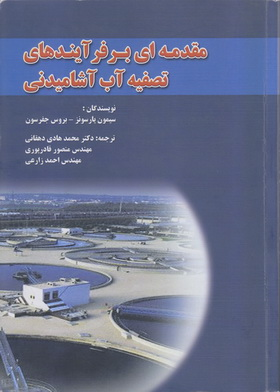 مقدمه ای بر فرآیندهای
تصفیه آب آشامیدنی
نویسندگان :
سیمون پارسونز - بروس جفرسون
ترجمه: دکتر محمد هادی دهقانی
مهندس منصور قادرپوری
مهندس احمد زارعی